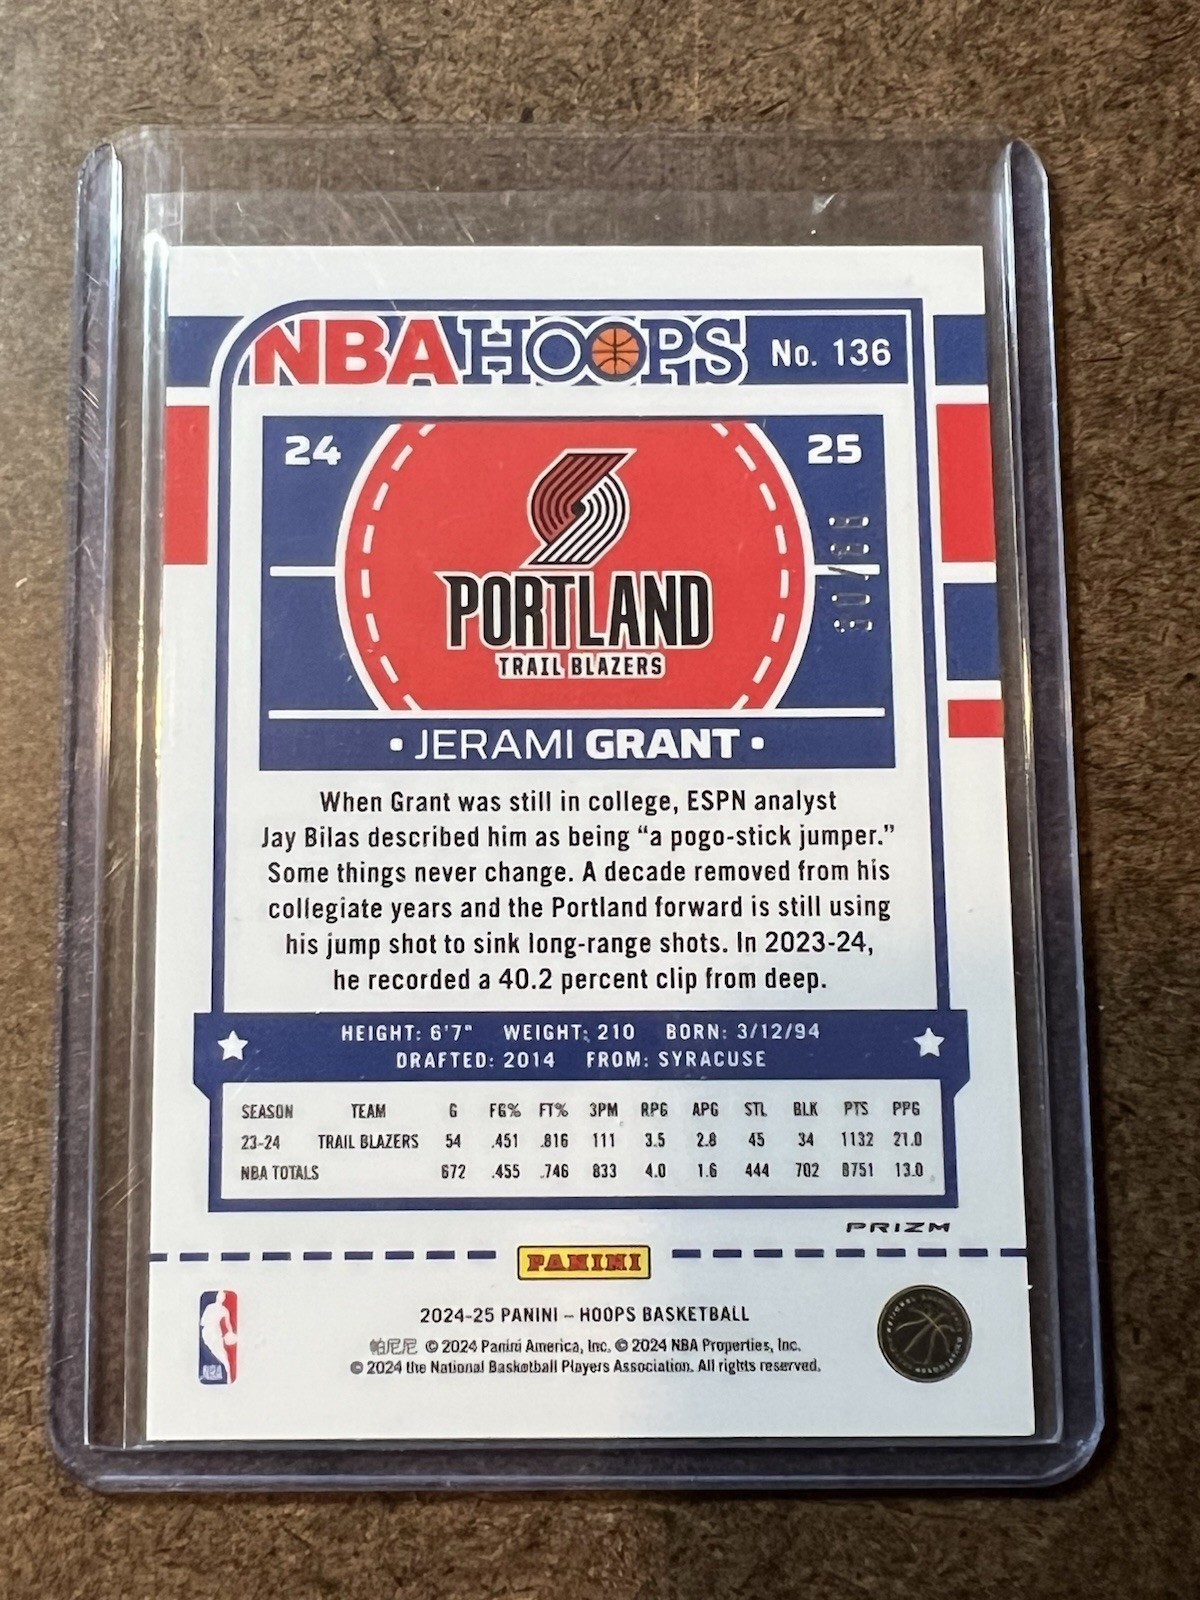 NBA HOOPS No. 136
24 25
PORTLAND
TRAIL BLAZERS
• JERAMI GRANT •
When Grant was still in college, ESPN analyst
Jay Bilas described him as being “a pogo-stick jumper.”
Some things never change. A decade removed from his
collegiate years and the Portland forward is still using
his jump shot to sink long-range shots. In 2023-24,
he recorded a 40.2 percent clip from deep.
HEIGHT: 6'7" WEIGHT: 210 BORN: 3/12/94
DRAFTED: 2014 FROM: SYRACUSE
SEASON TEAM G FG% FT% 3PM RPG APG STL BLK PTS PPG
23-24 TRAIL BLAZERS 54 .451 .816 111 3.5 2.8 45 34 1132 21.0
NBA TOTALS 672 .455 .746 833 4.0 1.6 444 702 8751 13.0
PRIZM
PANINI
2024-25 PANINI – HOOPS BASKETBALL
帕尼尼 © 2024 Panini America, Inc. © 2024 NBA Properties, Inc.
© 2024 the National Basketball Players Association. All rights reserved.
NBA